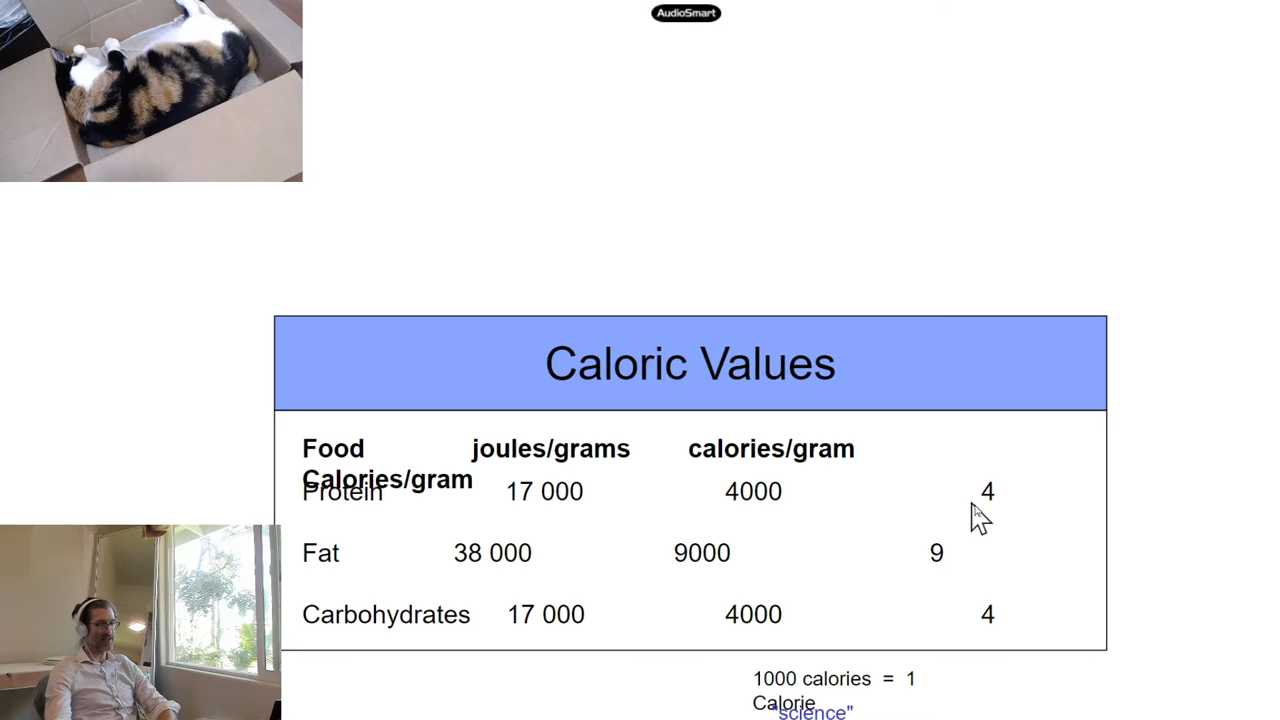 AudioSmart
Caloric Values
Food joules/grams calories/gram
Calories/gram
Protein 17 000 4000 4
Fat 38 000 9000 9
Carbohydrates 17 000 4000 4
1000 calories = 1
Calorie
"science"